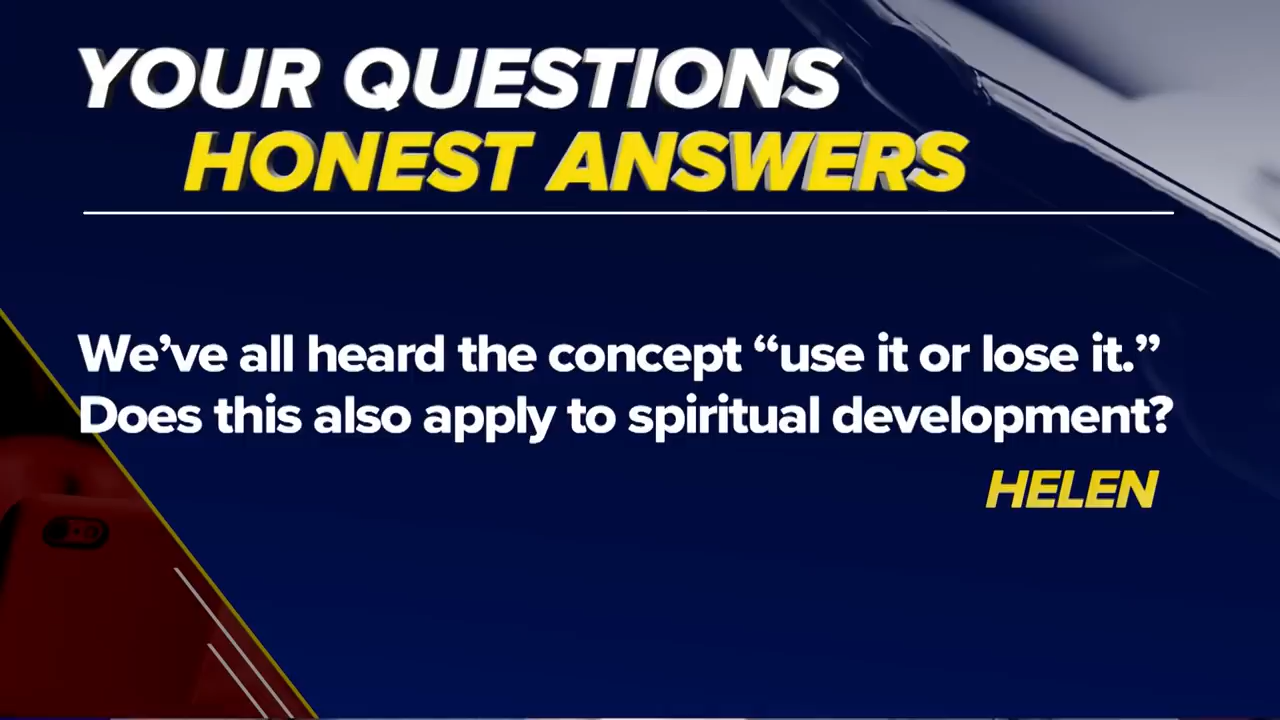 YOUR QUESTIONS
HONEST ANSWERS
We’ve all heard the concept “use it or lose it.”
Does this also apply to spiritual development?
HELEN